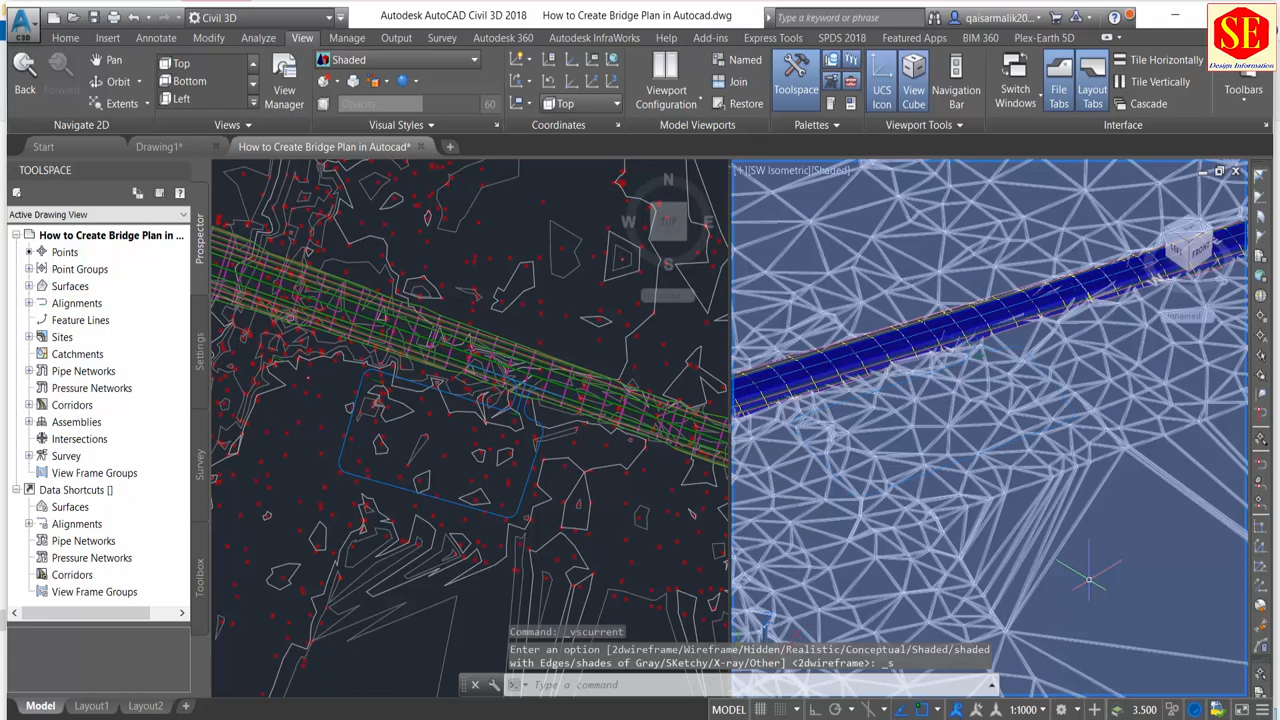 Civil 3D
Autodesk AutoCAD Civil 3D 2018 How to Create Bridge Plan in Autocad.dwg
Type a keyword or phrase
qaisarmalik20...
SE
Design Information
C3D
Home Insert Annotate Modify Analyze View Manage Output Survey Autodesk 360 Autodesk InfraWorks Help Add-ins Express Tools SPDS 2018 Featured Apps BIM 360 Plex-Earth 5D
Back
Forward
Pan
Orbit
Extents
Navigate 2D
Top
Bottom
Left
View
Manager
Views
Shaded
Opacity 60
Visual Styles
Top
Coordinates
Viewport
Configuration
Named
Join
Restore
Model Viewports
Toolspace
Palettes
UCS
Icon
View
Cube
Navigation
Bar
Viewport Tools
Switch
Windows
File
Tabs
Layout
Tabs
Tile Horizontally
Tile Vertically
Cascade
Interface
Toolbars
Start Drawing1* How to Create Bridge Plan in Autocad*
TOOLSPACE
Active Drawing View
How to Create Bridge Plan in ...
Points
Point Groups
Surfaces
Alignments
Feature Lines
Sites
Catchments
Pipe Networks
Pressure Networks
Corridors
Assemblies
Intersections
Survey
View Frame Groups
Data Shortcuts []
Surfaces
Alignments
Pipe Networks
Pressure Networks
Corridors
View Frame Groups
Prospector
Settings
Survey
Toolbox
N
W TOP E
S
[+][SW Isometric][Shaded]
LEFT FRONT
Unnamed
Command: _vscurrent
Enter an option [2dwireframe/Wireframe/Hidden/Realistic/Conceptual/Shaded/shaded
with Edges/shades of Gray/SKetchy/X-ray/Other] <2dwireframe>: _s
Type a command
Model Layout1 Layout2 +
MODEL 1:1000 3.500